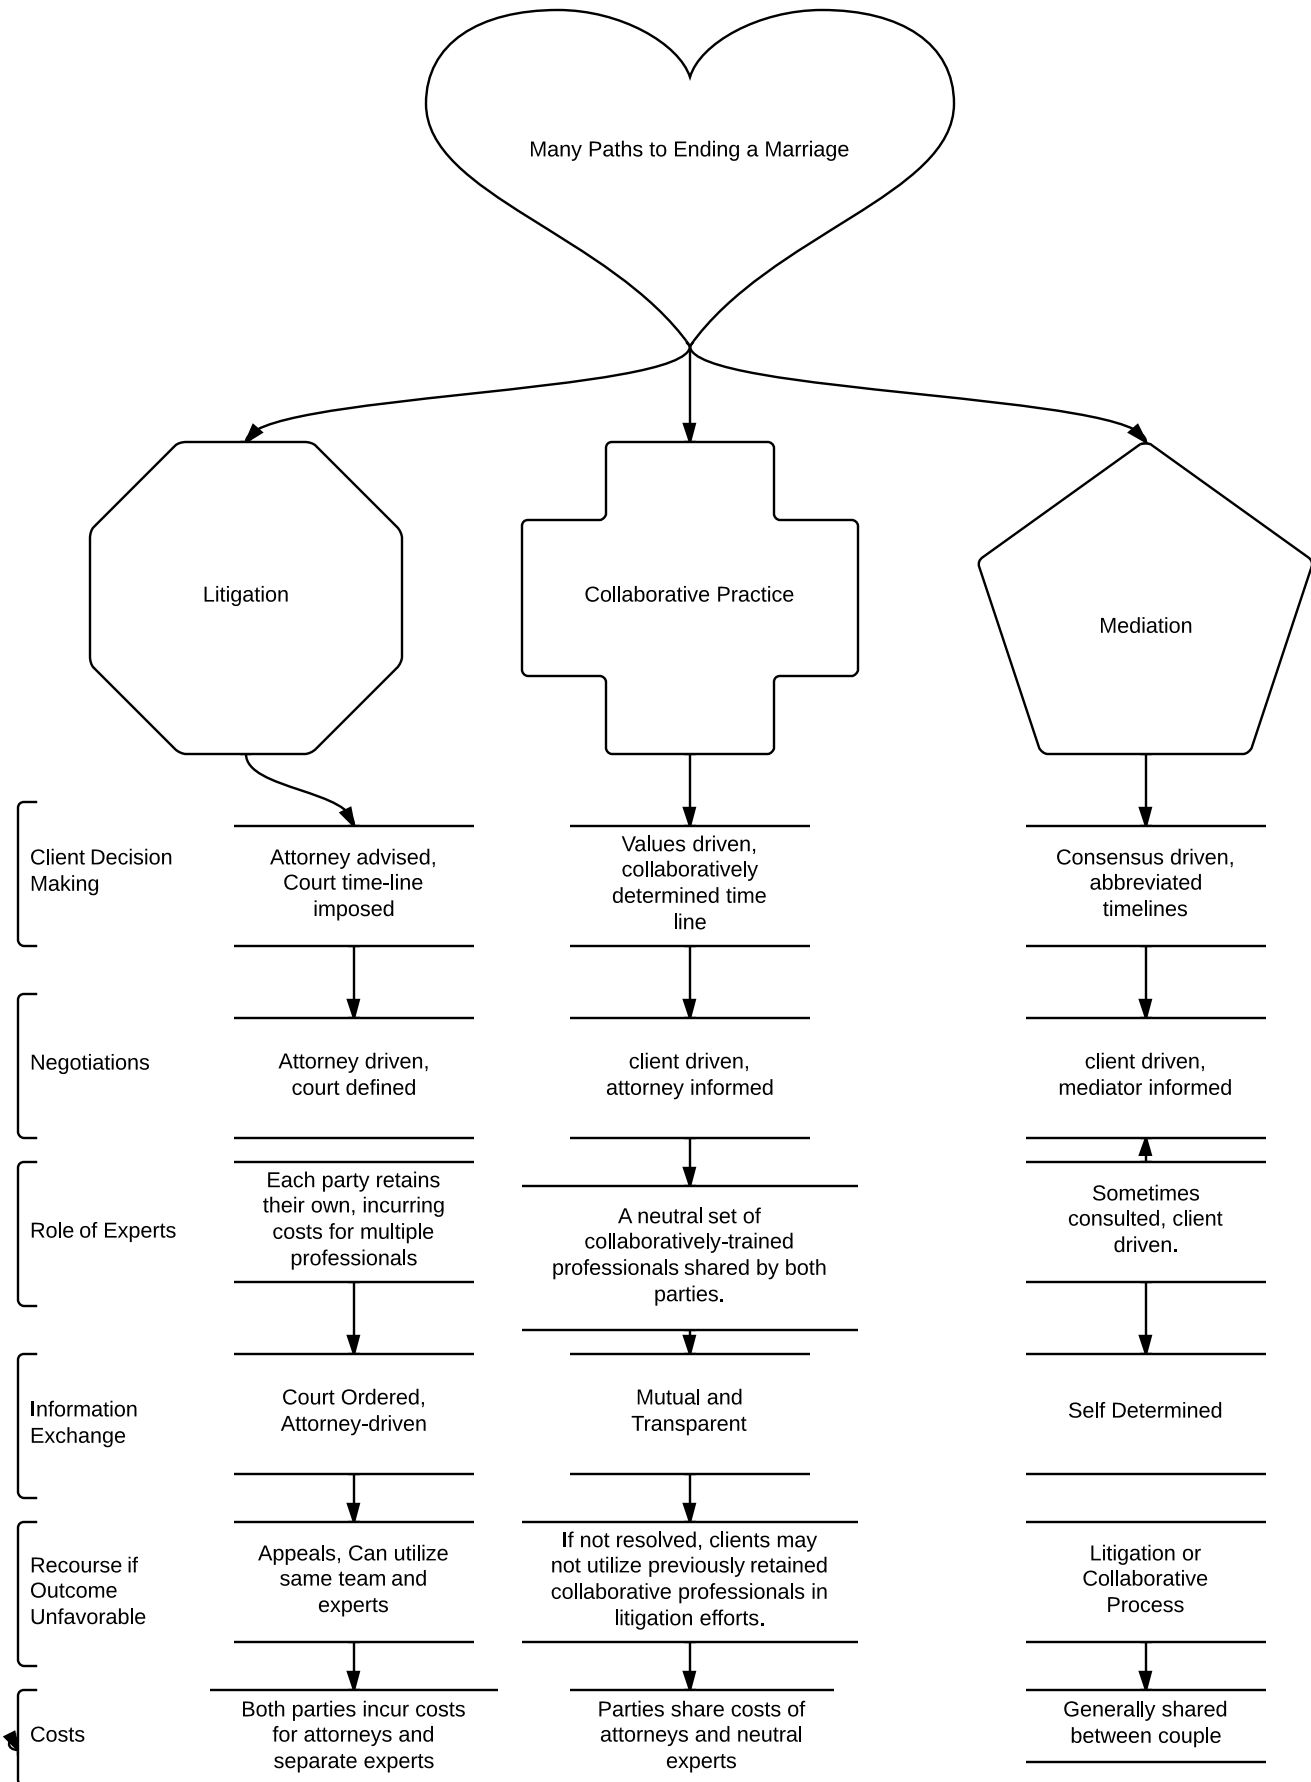 Many Paths to Ending a Marriage
Litigation
Collaborative Practice
Mediation
Client Decision
Making
Attorney advised,
Court time-line
imposed
Values driven,
collaboratively
determined time
line
Consensus driven,
abbreviated
timelines
Negotiations
Attorney driven,
court defined
client driven,
attorney informed
client driven,
mediator informed
Role of Experts
Each party retains
their own, incurring
costs for multiple
professionals
A neutral set of
collaboratively-trained
professionals shared by both
parties.
Sometimes
consulted, client
driven.
Information
Exchange
Court Ordered,
Attorney-driven
Mutual and
Transparent
Self Determined
Recourse if
Outcome
Unfavorable
Appeals, Can utilize
same team and
experts
If not resolved, clients may
not utilize previously retained
collaborative professionals in
litigation efforts.
Litigation or
Collaborative
Process
Costs
Both parties incur costs
for attorneys and
separate experts
Parties share costs of
attorneys and neutral
experts
Generally shared
between couple